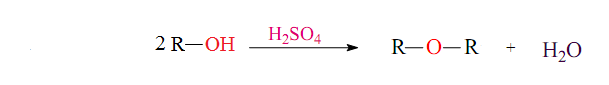 2 R—OH H₂SO₄ R—O—R + H₂O